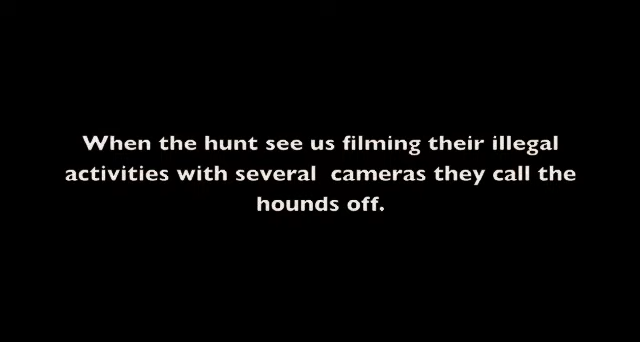 When the hunt see us filming their illegal
activities with several  cameras they call the
hounds off.